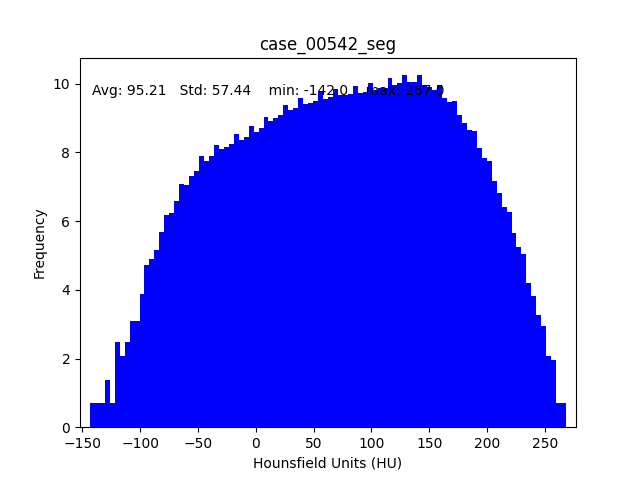 case_00542_seg
Avg: 95.21 Std: 57.44 min: -142.0 max: 267.0
10
8
6
4
2
0
Frequency
−150 −100 −50 0 50 100 150 200 250
Hounsfield Units (HU)